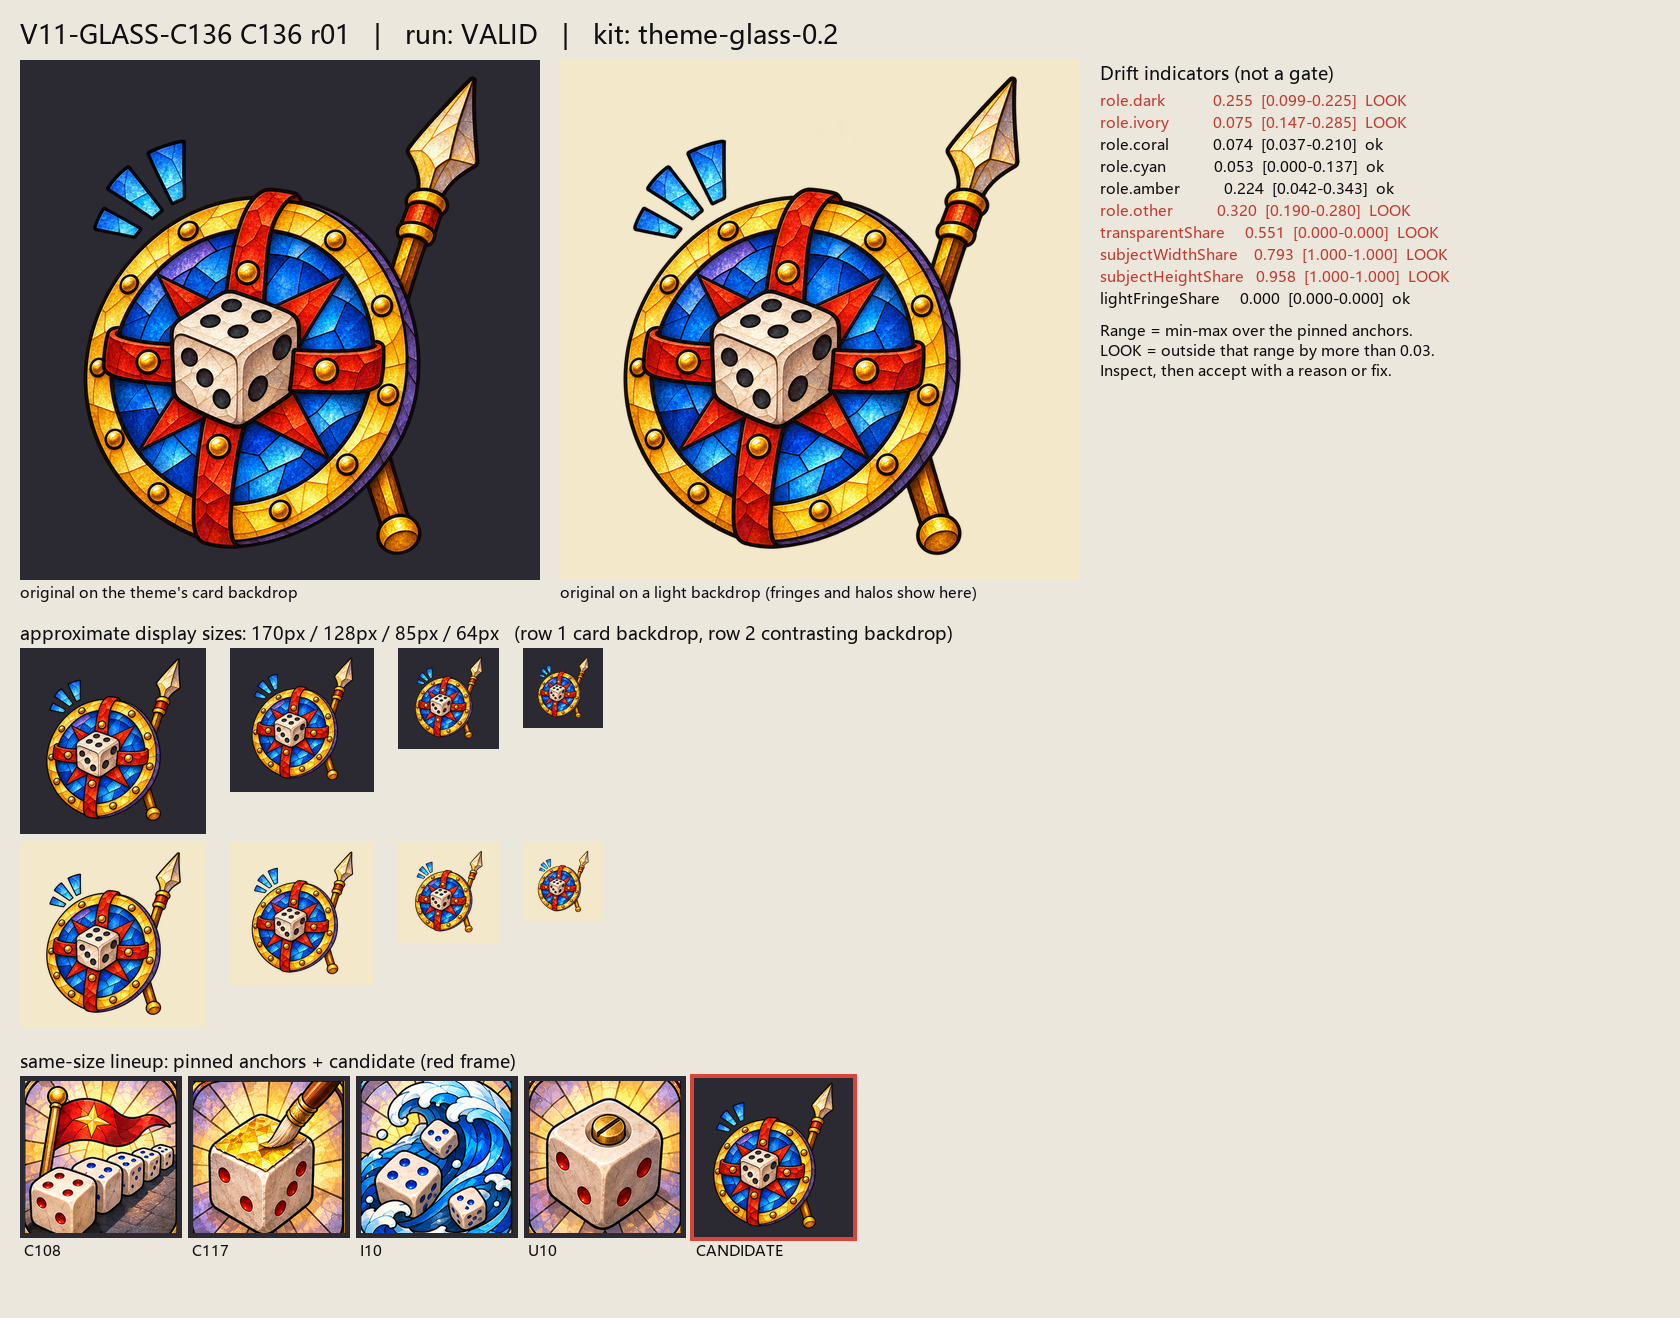 V11-GLASS-C136 C136 r01 | run: VALID | kit: theme-glass-0.2
Drift indicators (not a gate)
role.dark 0.255 [0.099-0.225] LOOK
role.ivory 0.075 [0.147-0.285] LOOK
role.coral 0.074 [0.037-0.210] ok
role.cyan 0.053 [0.000-0.137] ok
role.amber 0.224 [0.042-0.343] ok
role.other 0.320 [0.190-0.280] LOOK
transparentShare 0.551 [0.000-0.000] LOOK
subjectWidthShare 0.793 [1.000-1.000] LOOK
subjectHeightShare 0.958 [1.000-1.000] LOOK
lightFringeShare 0.000 [0.000-0.000] ok
Range = min-max over the pinned anchors.
LOOK = outside that range by more than 0.03.
Inspect, then accept with a reason or fix.
original on the theme's card backdrop
original on a light backdrop (fringes and halos show here)
approximate display sizes: 170px / 128px / 85px / 64px (row 1 card backdrop, row 2 contrasting backdrop)
same-size lineup: pinned anchors + candidate (red frame)
C108
C117
I10
U10
CANDIDATE